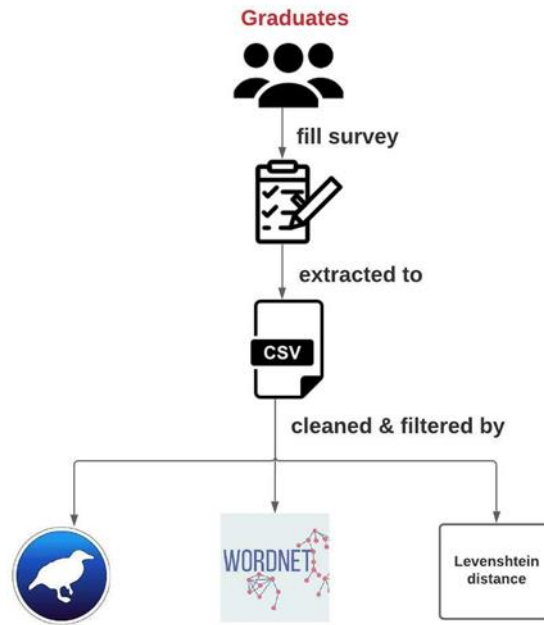 Graduates
fill survey
extracted to
CSV
cleaned & filtered by
WORDNET
Levenshtein
distance